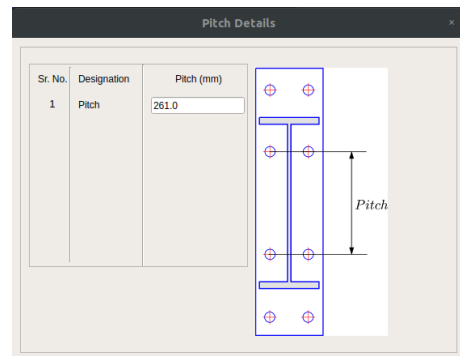 Pitch Details
×
Sr. No. Designation Pitch (mm)
1 Pitch 261.0
Pitch